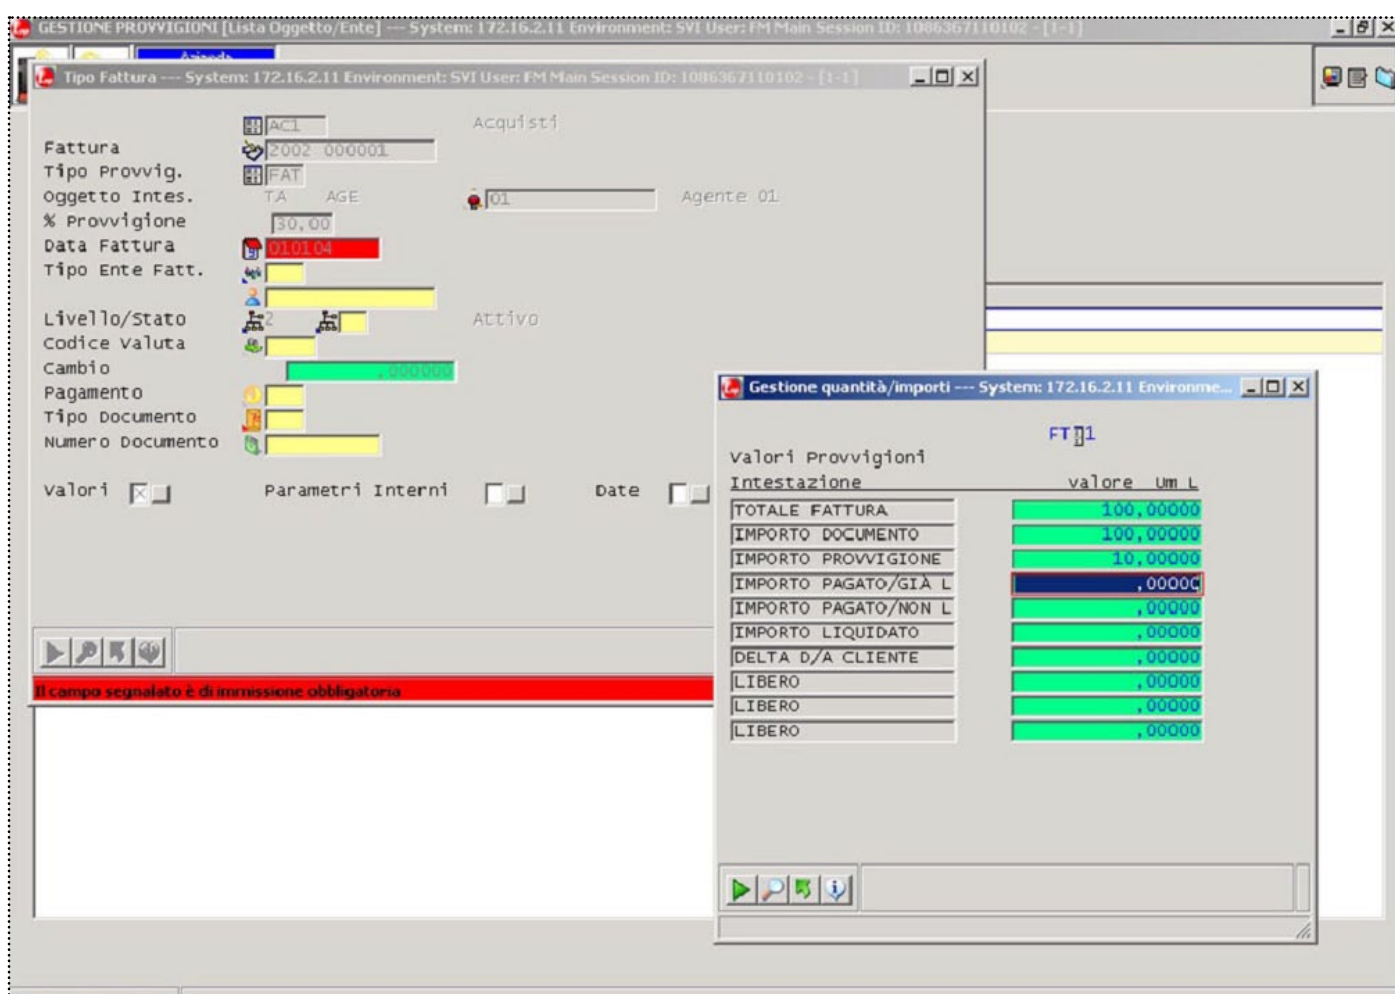 GESTIONE PROVVIGIONI [Lista Oggetto/Ente] --- System: 172.16.2.11 Environment: SVI User: FM Main Session ID: 1086367110102 - [1-1]
Azienda
Tipo Fattura --- System: 172.16.2.11 Environment: SVI User: FM Main Session ID: 1086367110102 - [1-1]
AC1 Acquisti
Fattura 2002 000001
Tipo Provvig. FAT
Oggetto Intes. TA AGE 01 Agente 01
% Provvigione 30,00
Data Fattura 010104
Tipo Ente Fatt.
Livello/Stato 2 Attivo
Codice Valuta
Cambio ,000000
Pagamento
Tipo Documento
Numero Documento
Valori X Parametri Interni Date
Il campo segnalato è di immissione obbligatoria
Gestione quantità/importi --- System: 172.16.2.11 Environme...
FT 1
Valori Provvigioni
Intestazione valore Um L
TOTALE FATTURA 100,00000
IMPORTO DOCUMENTO 100,00000
IMPORTO PROVVIGIONE 10,00000
IMPORTO PAGATO/GIÀ L ,00000
IMPORTO PAGATO/NON L ,00000
IMPORTO LIQUIDATO ,00000
DELTA D/A CLIENTE ,00000
LIBERO ,00000
LIBERO ,00000
LIBERO ,00000